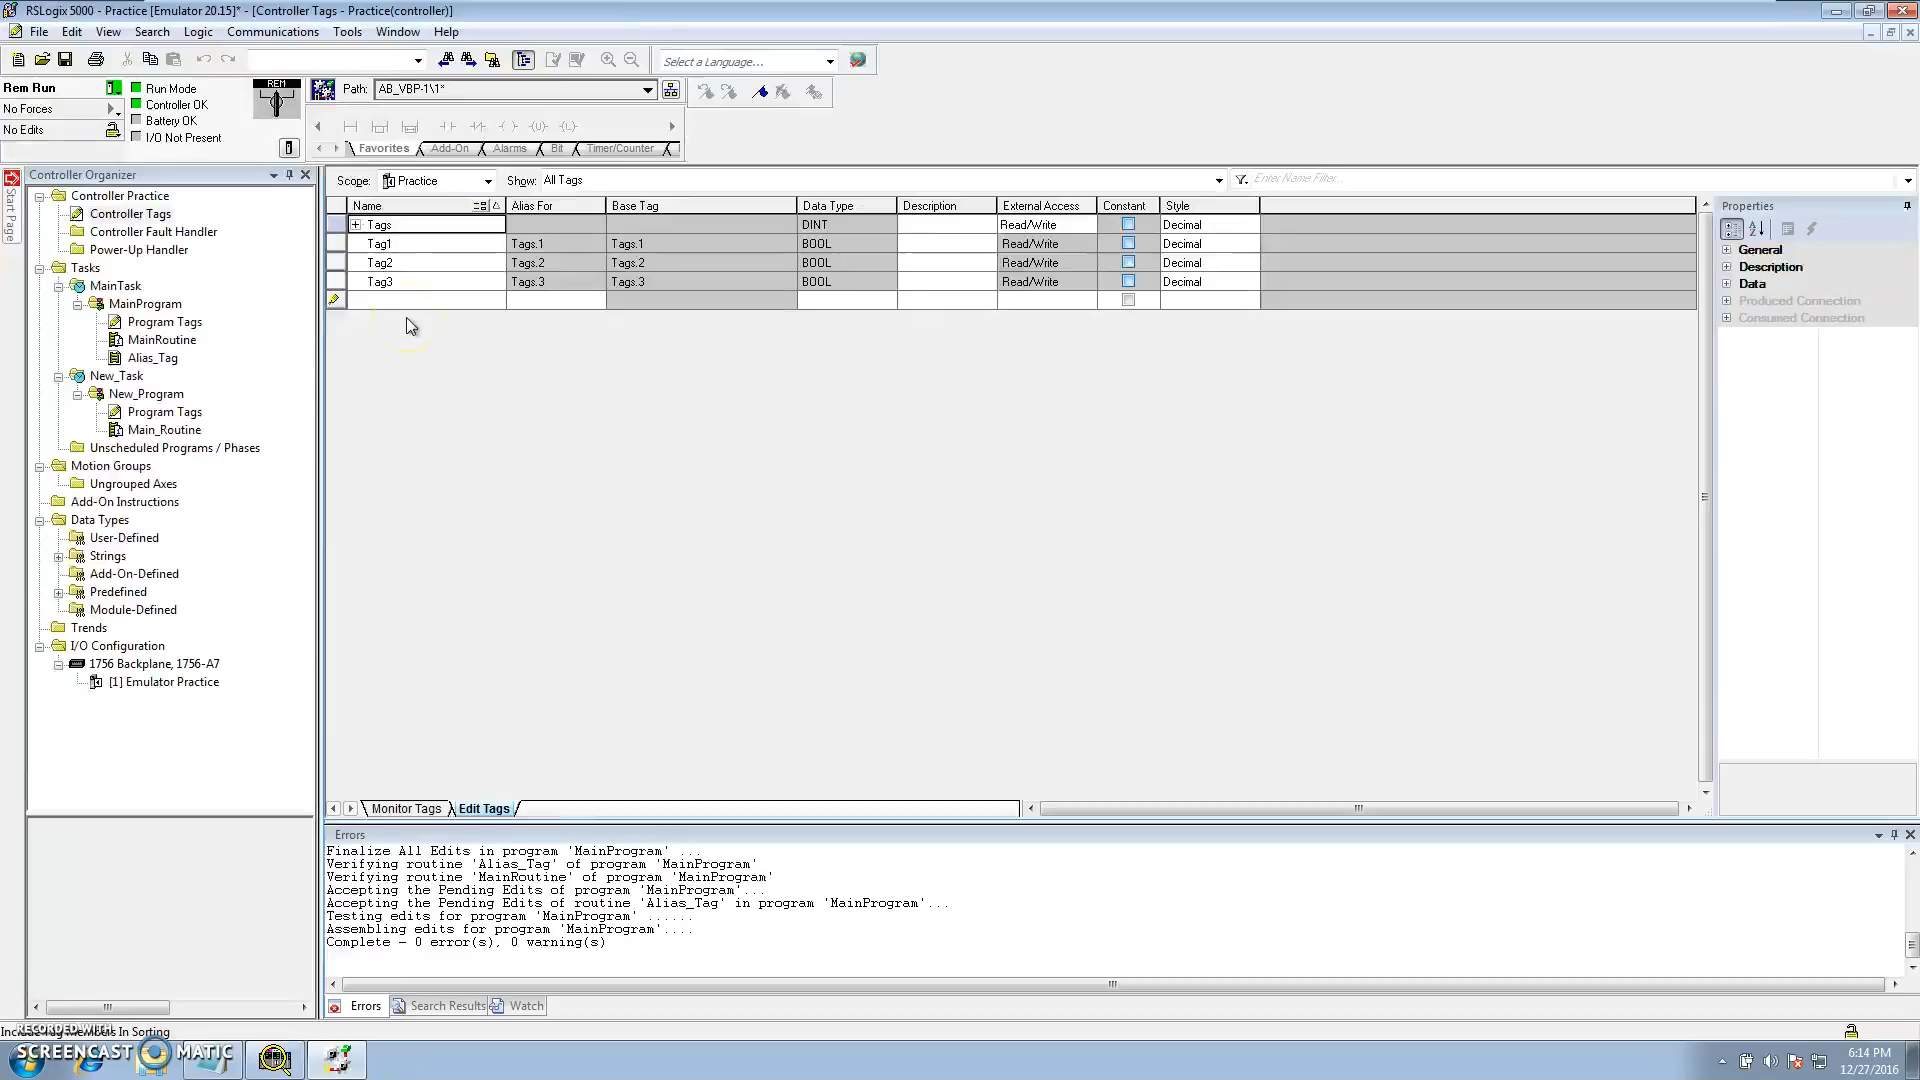 RSLogix 5000 - Practice [Emulator 20.15]* - [Controller Tags - Practice(controller)]
File Edit View Search Logic Communications Tools Window Help
Select a Language...
Rem Run
No Forces
No Edits
Run Mode
Controller OK
Battery OK
I/O Not Present
REM
Path: AB_VBP-1\1*
Favorites Add-On Alarms Bit Timer/Counter
Start Page
Controller Organizer
Controller Practice
Controller Tags
Controller Fault Handler
Power-Up Handler
Tasks
MainTask
MainProgram
Program Tags
MainRoutine
Alias_Tag
New_Task
New_Program
Program Tags
Main_Routine
Unscheduled Programs / Phases
Motion Groups
Ungrouped Axes
Add-On Instructions
Data Types
User-Defined
Strings
Add-On-Defined
Predefined
Module-Defined
Trends
I/O Configuration
1756 Backplane, 1756-A7
[1] Emulator Practice
Scope: Practice Show: All Tags Enter Name Filter...
Name Alias For Base Tag Data Type Description External Access Constant Style
Tags DINT Read/Write Decimal
Tag1 Tags.1 Tags.1 BOOL Read/Write Decimal
Tag2 Tags.2 Tags.2 BOOL Read/Write Decimal
Tag3 Tags.3 Tags.3 BOOL Read/Write Decimal
Monitor Tags Edit Tags
Properties
General
Description
Data
Produced Connection
Consumed Connection
Errors
Finalize All Edits in program 'MainProgram' ...
Verifying routine 'Alias_Tag' of program 'MainProgram'
Verifying routine 'MainRoutine' of program 'MainProgram'
Accepting the Pending Edits of program 'MainProgram'...
Accepting the Pending Edits of routine 'Alias_Tag' in program 'MainProgram'...
Testing edits for program 'MainProgram' ......
Assembling edits for program 'MainProgram'....
Complete - 0 error(s), 0 warning(s)
Errors Search Results Watch
Members In Sorting
RECORDED WITH
SCREENCAST MATIC
6:14 PM
12/27/2016